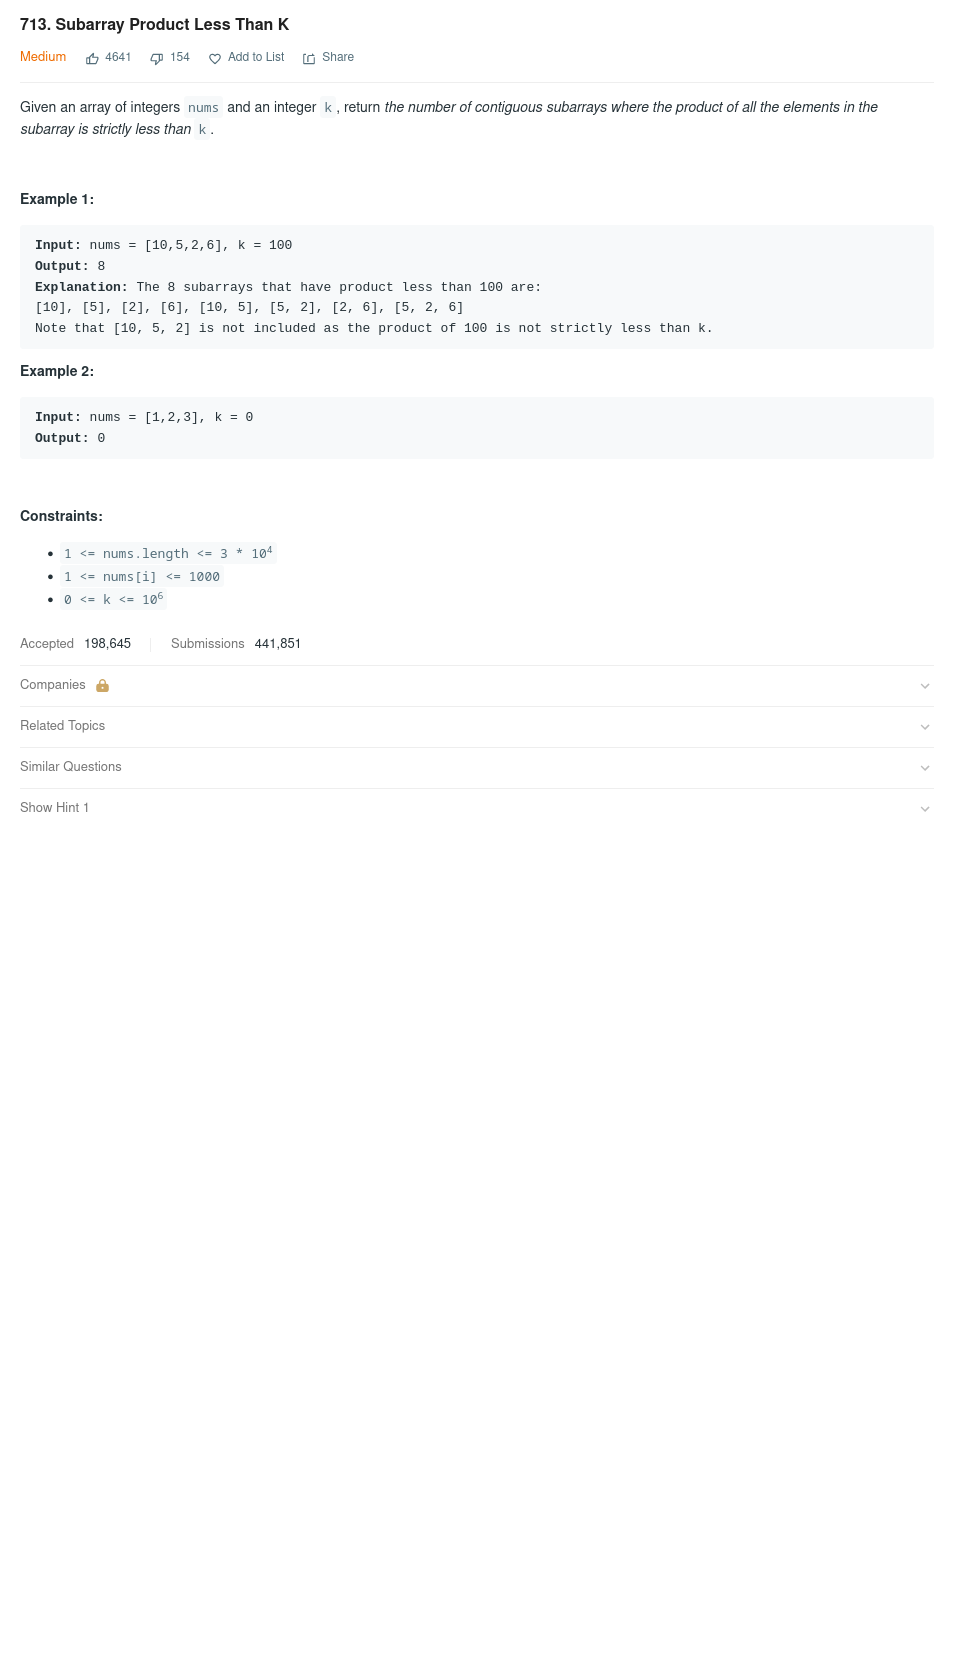 713. Subarray Product Less Than K
Medium 4641 154 Add to List Share
Given an array of integers nums and an integer k , return the number of contiguous subarrays where the product of all the elements in the
subarray is strictly less than k .
Example 1:
Input: nums = [10,5,2,6], k = 100
Output: 8
Explanation: The 8 subarrays that have product less than 100 are:
[10], [5], [2], [6], [10, 5], [5, 2], [2, 6], [5, 2, 6]
Note that [10, 5, 2] is not included as the product of 100 is not strictly less than k.
Example 2:
Input: nums = [1,2,3], k = 0
Output: 0
Constraints:
• 1 <= nums.length <= 3 * 10⁴
• 1 <= nums[i] <= 1000
• 0 <= k <= 10⁶
Accepted 198,645 Submissions 441,851
Companies
Related Topics
Similar Questions
Show Hint 1